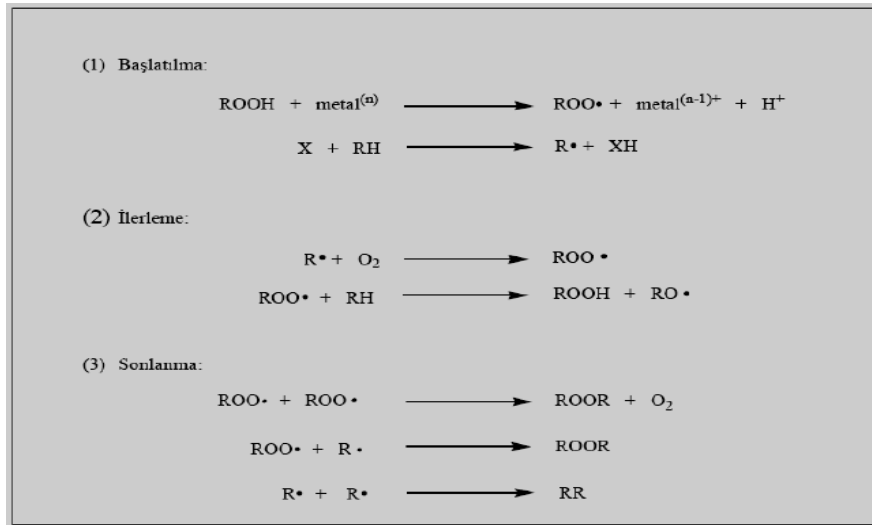 (1) Başlatılma:
ROOH + metal⁽ⁿ⁾ ⟶ ROO• + metal⁽ⁿ⁻¹⁾⁺ + H⁺
X + RH ⟶ R• + XH
(2) İlerleme:
R• + O₂ ⟶ ROO •
ROO• + RH ⟶ ROOH + RO •
(3) Sonlanma:
ROO• + ROO • ⟶ ROOR + O₂
ROO• + R • ⟶ ROOR
R• + R• ⟶ RR